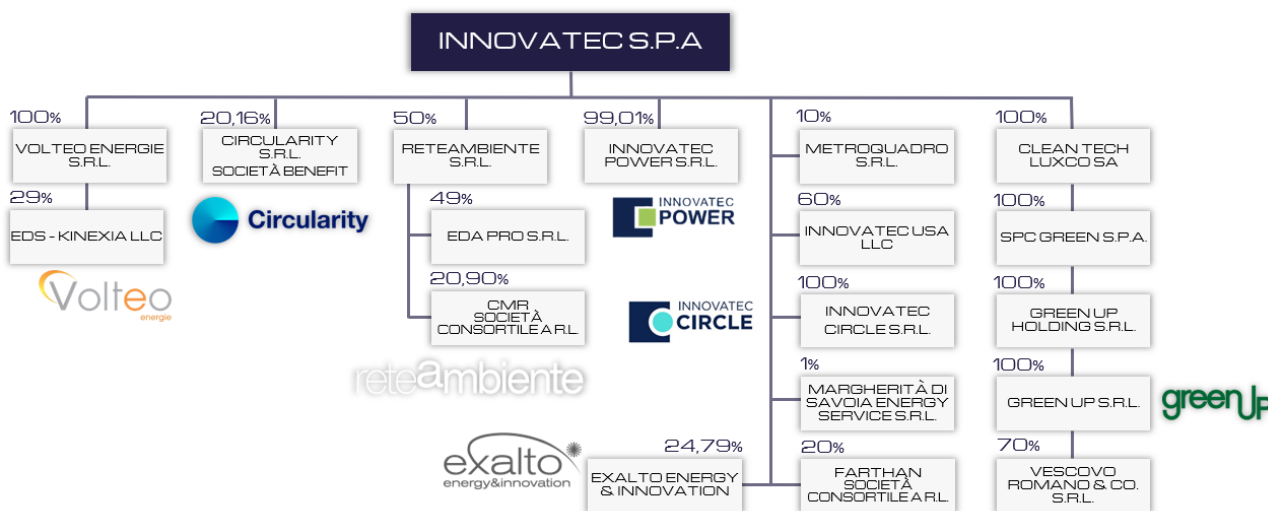 INNOVATEC S.P.A
100%
VOLTEO ENERGIE
S.R.L.
29%
EDS - KINEXIA LLC
Volteo
energie
20,16%
CIRCULARITY
S.R.L.
SOCIETÀ BENEFIT
Circularity
50%
RETEAMBIENTE
S.R.L.
49%
EDA PRO S.R.L.
20,90%
CMR
SOCIETÀ
CONSORTILE A R.L.
reteambiente
99,01%
INNOVATEC
POWER S.R.L.
INNOVATEC
POWER
INNOVATEC
CIRCLE
10%
METROQUADRO
S.R.L.
60%
INNOVATEC USA
LLC
100%
INNOVATEC
CIRCLE S.R.L.
1%
MARGHERITÀ DI
SAVOIA ENERGY
SERVICE S.R.L.
exalto
energy&innovation
24,79%
EXALTO ENERGY
& INNOVATION
20%
FARTHAN
SOCIETÀ
CONSORTILE A R.L.
100%
CLEAN TECH
LUXCO SA
100%
SPC GREEN S.P.A.
100%
GREEN UP
HOLDING S.R.L.
100%
GREEN UP S.R.L.
greenUp
70%
VESCOVO
ROMANO & CO.
S.R.L.